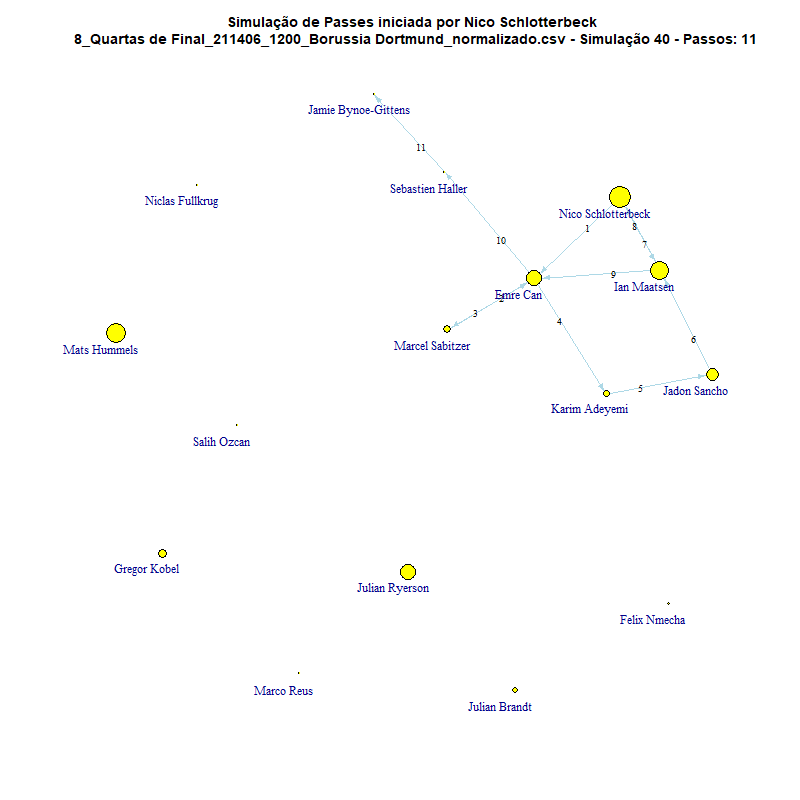 Simulação de Passes iniciada por Nico Schlotterbeck
8_Quartas de Final_211406_1200_Borussia Dortmund_normalizado.csv - Simulação 40 - Passos: 11
Jamie Bynoe-Gittens
11
Sebastien Haller
Niclas Fullkrug
Nico Schlotterbeck
1
8
7
10
9
Ian Maatsen
Emre Can
2
3
4
Marcel Sabitzer
6
Mats Hummels
5
Jadon Sancho
Karim Adeyemi
Salih Ozcan
Gregor Kobel
Julian Ryerson
Felix Nmecha
Marco Reus
Julian Brandt